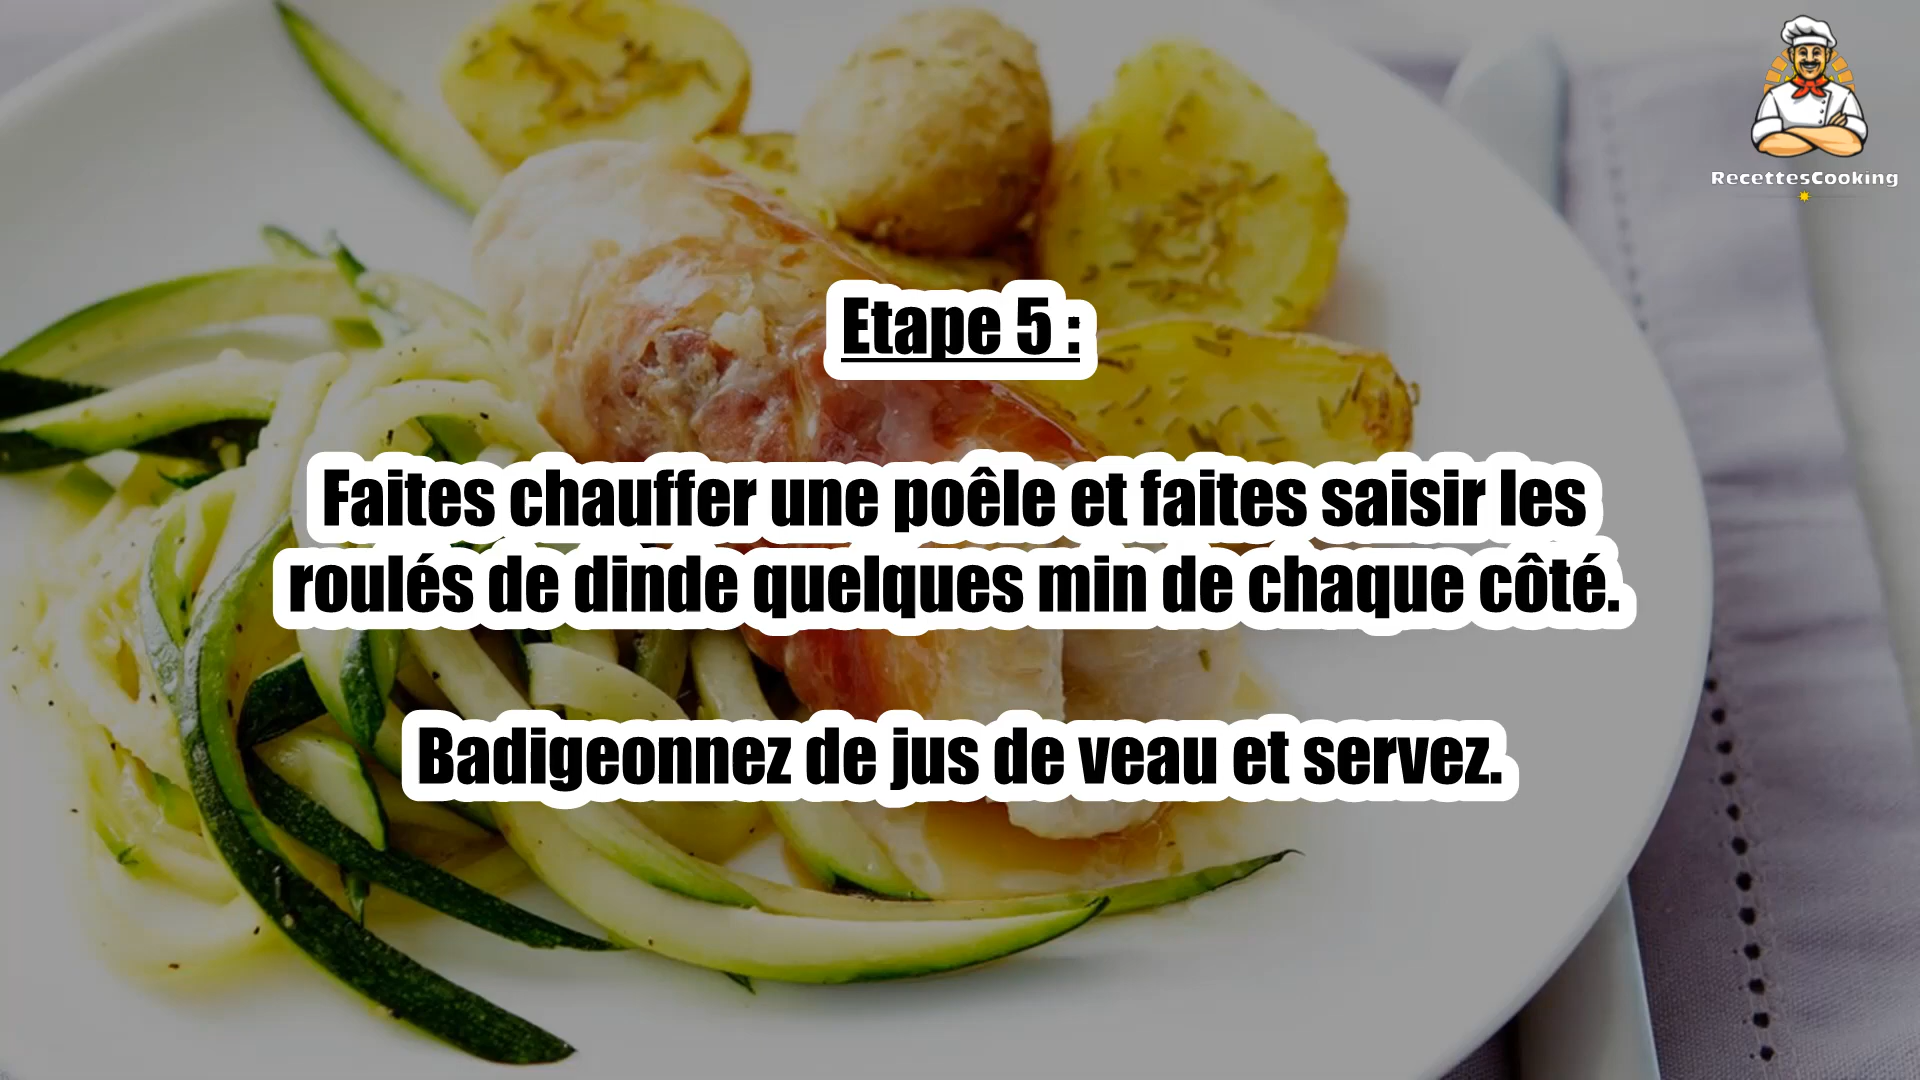 RecettesCooking
Etape 5 :
Faites chauffer une poêle et faites saisir les
roulés de dinde quelques min de chaque côté.
Badigeonnez de jus de veau et servez.